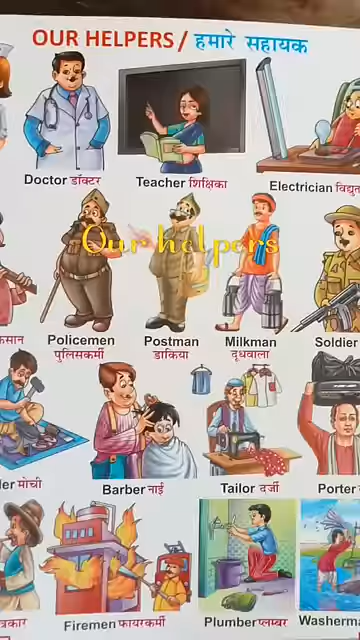 OUR HELPERS / हमारे सहायक
Doctor डॉक्टर
Teacher शिक्षिका
Electrician
Our helpers
Policemen
पुलिसकर्मी
Postman
डाकिया
Milkman
दूधवाला
Soldier
मोची
Barber नाई
Tailor दर्जी
Porter
Firemen फायरकर्मी
Plumber प्लम्बर